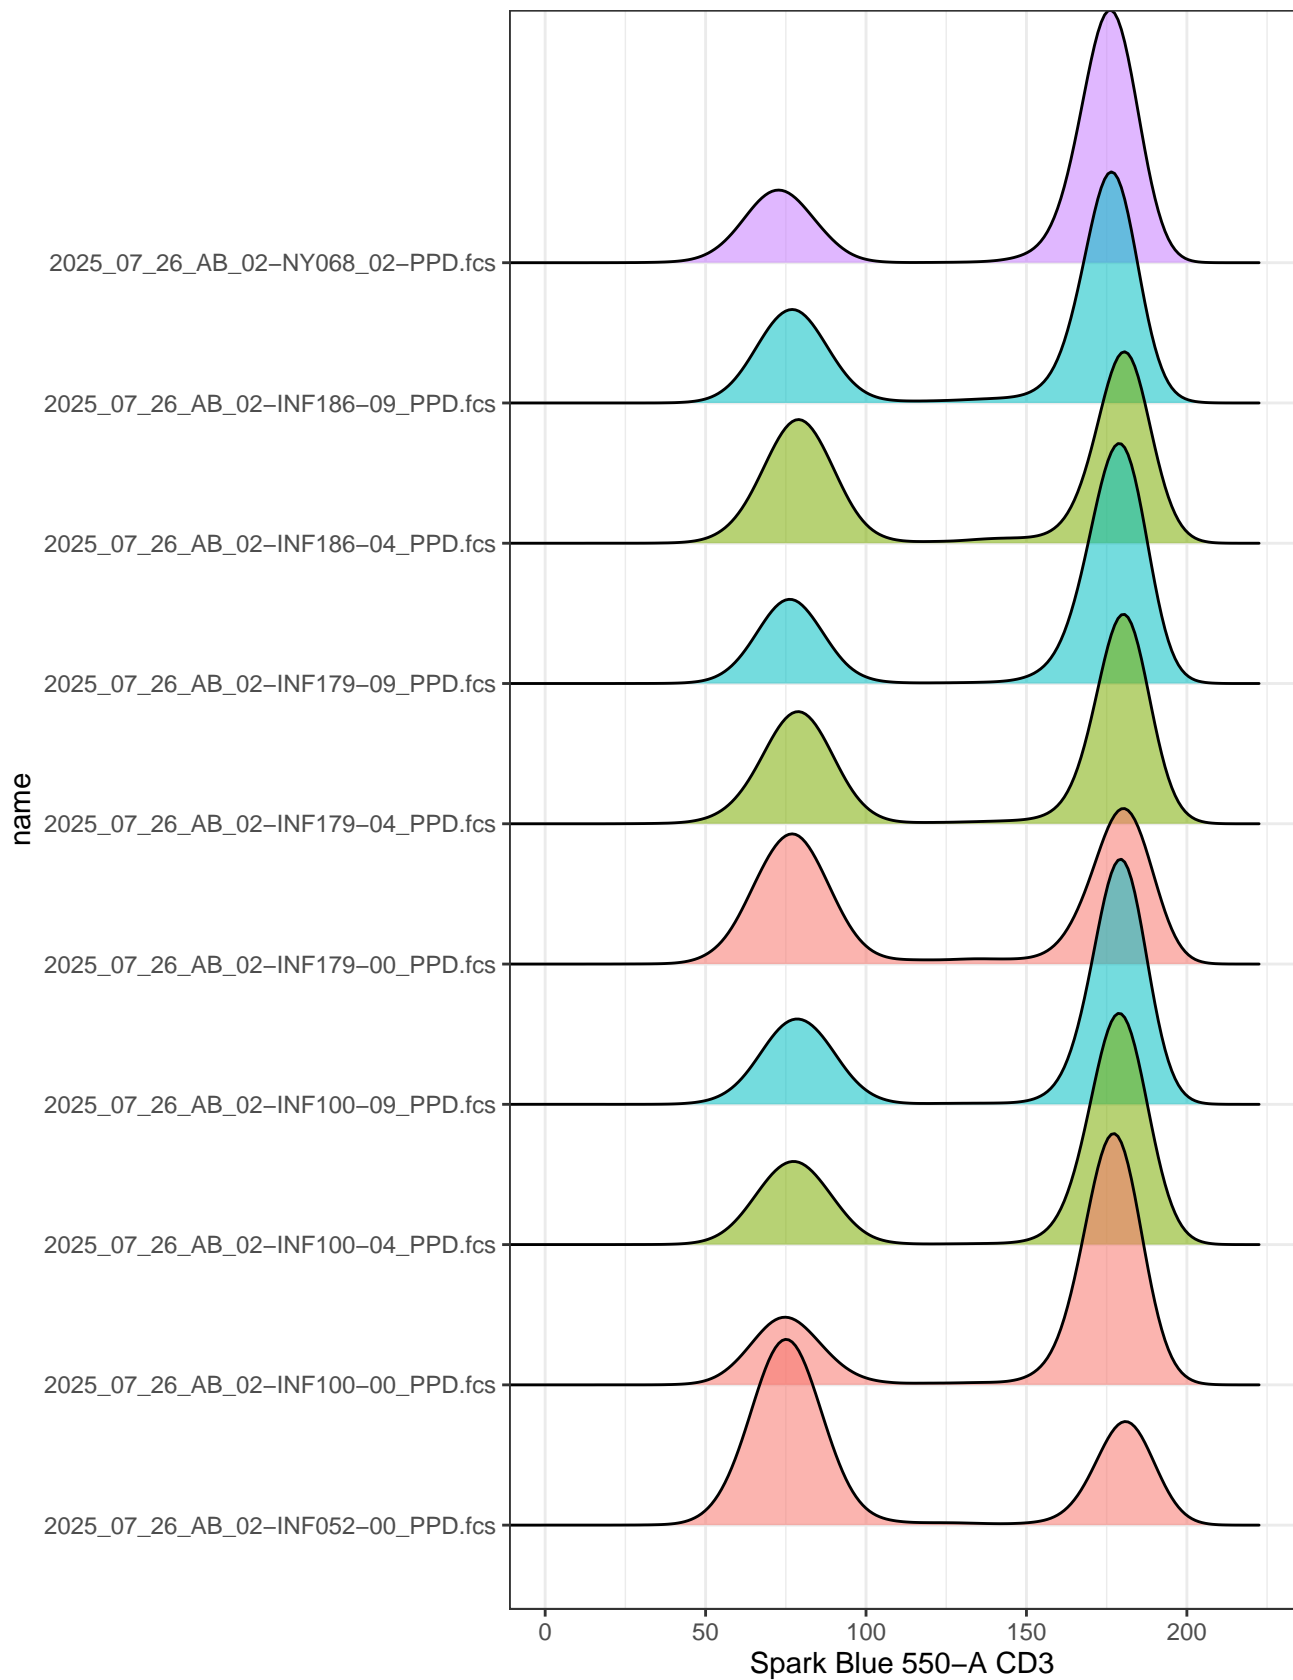 2025_07_26_AB_02−NY068_02−PPD.fcs
2025_07_26_AB_02−INF186−09_PPD.fcs
2025_07_26_AB_02−INF186−04_PPD.fcs
2025_07_26_AB_02−INF179−09_PPD.fcs
2025_07_26_AB_02−INF179−04_PPD.fcs
2025_07_26_AB_02−INF179−00_PPD.fcs
2025_07_26_AB_02−INF100−09_PPD.fcs
2025_07_26_AB_02−INF100−04_PPD.fcs
2025_07_26_AB_02−INF100−00_PPD.fcs
2025_07_26_AB_02−INF052−00_PPD.fcs
name
0 50 100 150 200
Spark Blue 550−A CD3